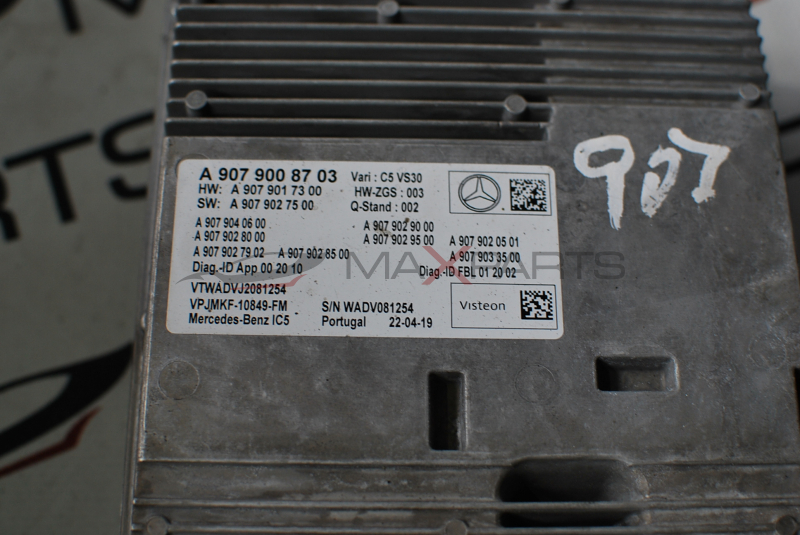 A 907 900 87 03 Vari : C5 VS30
HW: A 907 901 73 00 HW-ZGS : 003
SW: A 907 902 75 00 Q-Stand : 002
A 907 904 06 00 A 907 902 90 00
A 907 902 80 00 A 907 902 95 00 A 907 902 05 01
A 907 902 79 02 A 907 902 85 00 A 907 903 35 00
Diag.-ID App 00 20 10 Diag.-ID FBL 01 20 02
VTWADVJ2081254
VPJMKF-10849-FM S/N WADV081254 Visteon
Mercedes-Benz IC5 Portugal 22-04-19
907
MAXPARTS